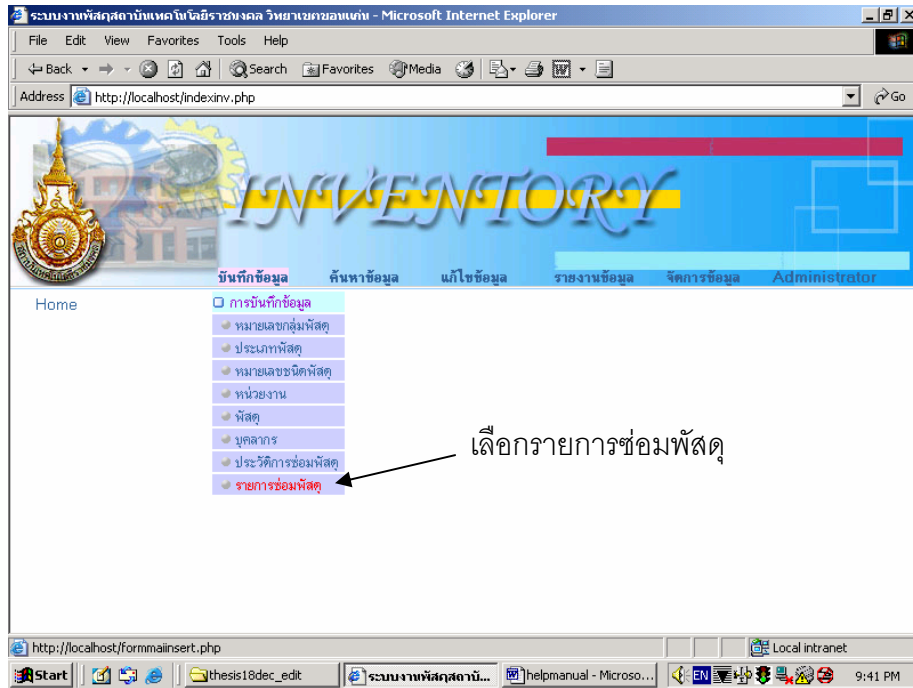 ระบบงานพัสดุสถาบันเทคโนโลยีราชมงคล วิทยาเขตขอนแก่น - Microsoft Internet Explorer
File Edit View Favorites Tools Help
Back Search Favorites Media
Address http://localhost/indexinv.php Go
INVENTORY
บันทึกข้อมูล ค้นหาข้อมูล แก้ไขข้อมูล รายงานข้อมูล จัดการข้อมูล Administrator
Home
การบันทึกข้อมูล
หมายเลขกลุ่มพัสดุ
ประเภทพัสดุ
หมายเลขชนิดพัสดุ
หน่วยงาน
พัสดุ
บุคลากร
ประวัติการซ่อมพัสดุ
รายการซ่อมพัสดุ
เลือกรายการซ่อมพัสดุ
http://localhost/formmaiinsert.php Local intranet
Start thesis18dec_edit ระบบงานพัสดุสถาบั... helpmanual - Microso... EN 9:41 PM